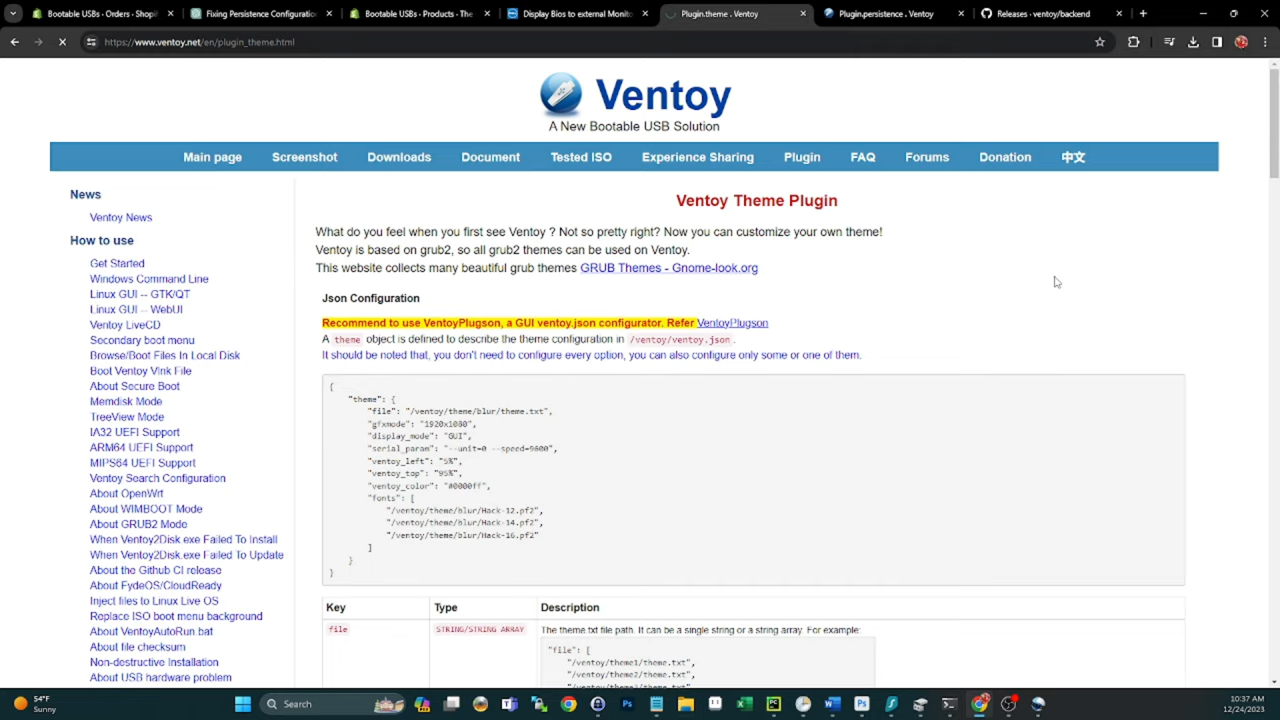 Bootable USBs - Orders · Shopif
Fixing Persistence Configuration
Bootable USBs - Products · The
Display Bios to external Monito
Plugin.theme . Ventoy
Plugin.persistence . Ventoy
Releases · ventoy/backend
https://www.ventoy.net/en/plugin_theme.html
Ventoy
A New Bootable USB Solution
Main page Screenshot Downloads Document Tested ISO Experience Sharing Plugin FAQ Forums Donation 中文
News
Ventoy News
How to use
Get Started
Windows Command Line
Linux GUI -- GTK/QT
Linux GUI -- WebUI
Ventoy LiveCD
Secondary boot menu
Browse/Boot Files In Local Disk
Boot Ventoy Vlnk File
About Secure Boot
Memdisk Mode
TreeView Mode
IA32 UEFI Support
ARM64 UEFI Support
MIPS64 UEFI Support
Ventoy Search Configuration
About OpenWrt
About WIMBOOT Mode
About GRUB2 Mode
When Ventoy2Disk.exe Failed To Install
When Ventoy2Disk.exe Failed To Update
About the Github CI release
About FydeOS/CloudReady
Inject files to Linux Live OS
Replace ISO boot menu background
About VentoyAutoRun.bat
About file checksum
Non-destructive Installation
About USB hardware problem
Ventoy Theme Plugin
What do you feel when you first see Ventoy ? Not so pretty right? Now you can customize your own theme!
Ventoy is based on grub2, so all grub2 themes can be used on Ventoy.
This website collects many beautiful grub themes GRUB Themes - Gnome-look.org
Json Configuration
Recommend to use VentoyPlugson, a GUI ventoy.json configurator. Refer VentoyPlugson
A theme object is defined to describe the theme configuration in /ventoy/ventoy.json .
It should be noted that, you don't need to configure every option, you can also configure only some or one of them.
{
"theme": {
"file": "/ventoy/theme/blur/theme.txt",
"gfxmode": "1920x1080",
"display_mode": "GUI",
"serial_param": "--unit=0 --speed=9600",
"ventoy_left": "5%",
"ventoy_top": "95%",
"ventoy_color": "#0000ff",
"fonts": [
"/ventoy/theme/blur/Hack-12.pf2",
"/ventoy/theme/blur/Hack-14.pf2",
"/ventoy/theme/blur/Hack-16.pf2"
]
}
}
Key Type Description
file STRING/STRING ARRAY The theme.txt file path. It can be a single string or a string array. For example:
"file": [
"/ventoy/theme1/theme.txt",
"/ventoy/theme2/theme.txt",
54°F
Sunny
Search
10:37 AM
12/24/2023